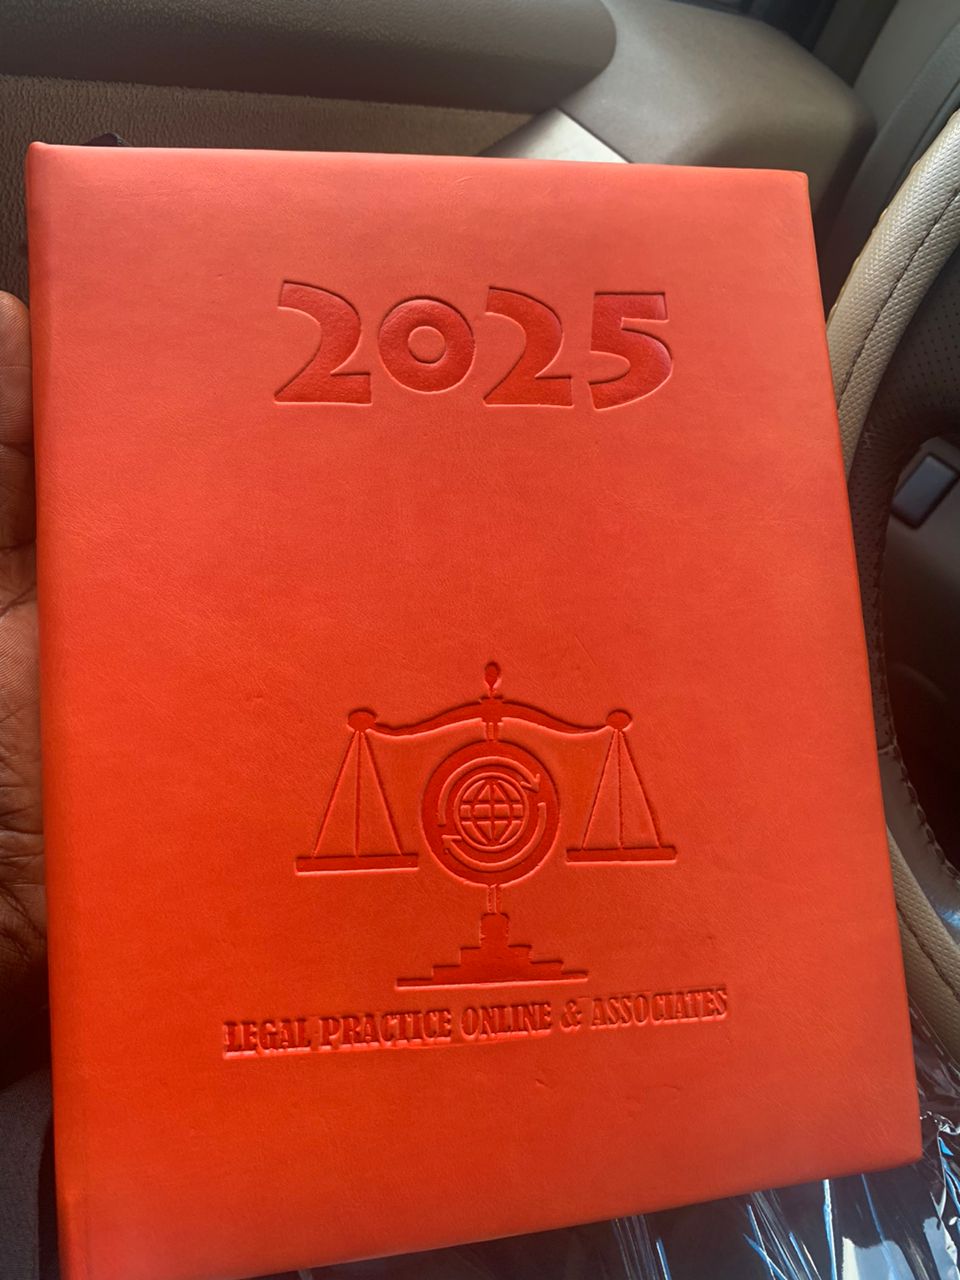 2025
LEGAL PRACTICE ONLINE & ASSOCIATES